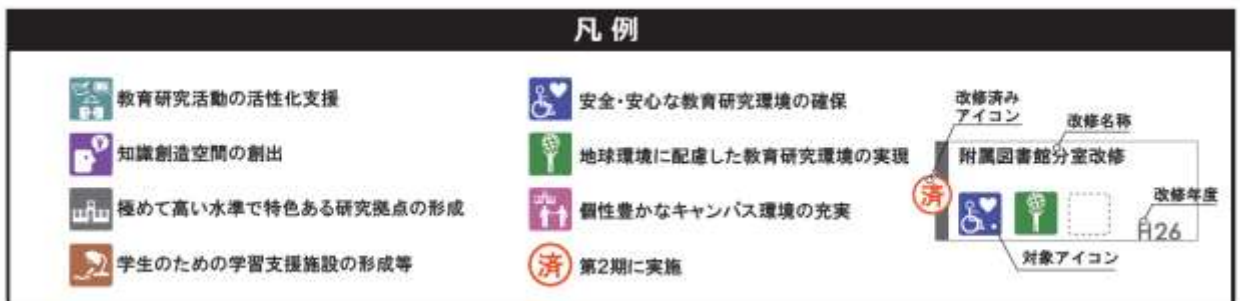 凡例
教育研究活動の活性化支援
知識創造空間の創出
極めて高い水準で特色ある研究拠点の形成
学生のための学習支援施設の形成等
安全・安心な教育研究環境の確保
地球環境に配慮した教育研究環境の実現
個性豊かなキャンパス環境の充実
済 第2期に実施
改修済み
アイコン
改修名称
附属図書館分室改修
済
改修年度
H26
対象アイコン